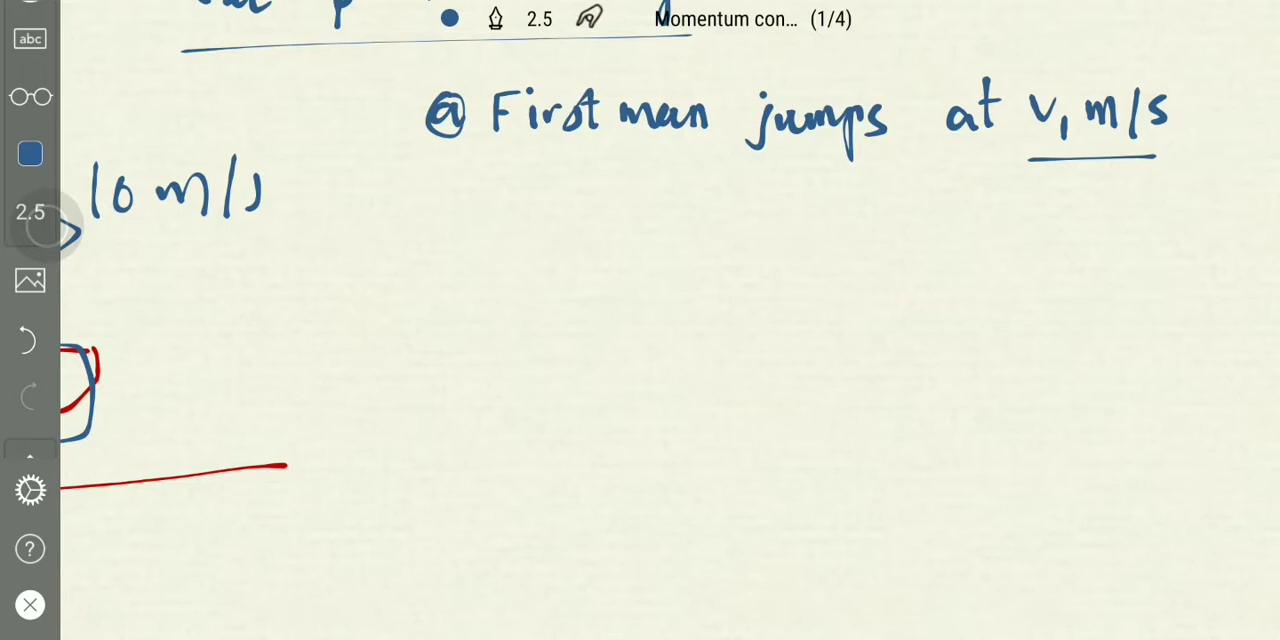 abc
2.5 Momentum con... (1/4)
@ First man jumps at v₁ m/s
10 m/s
2.5
?